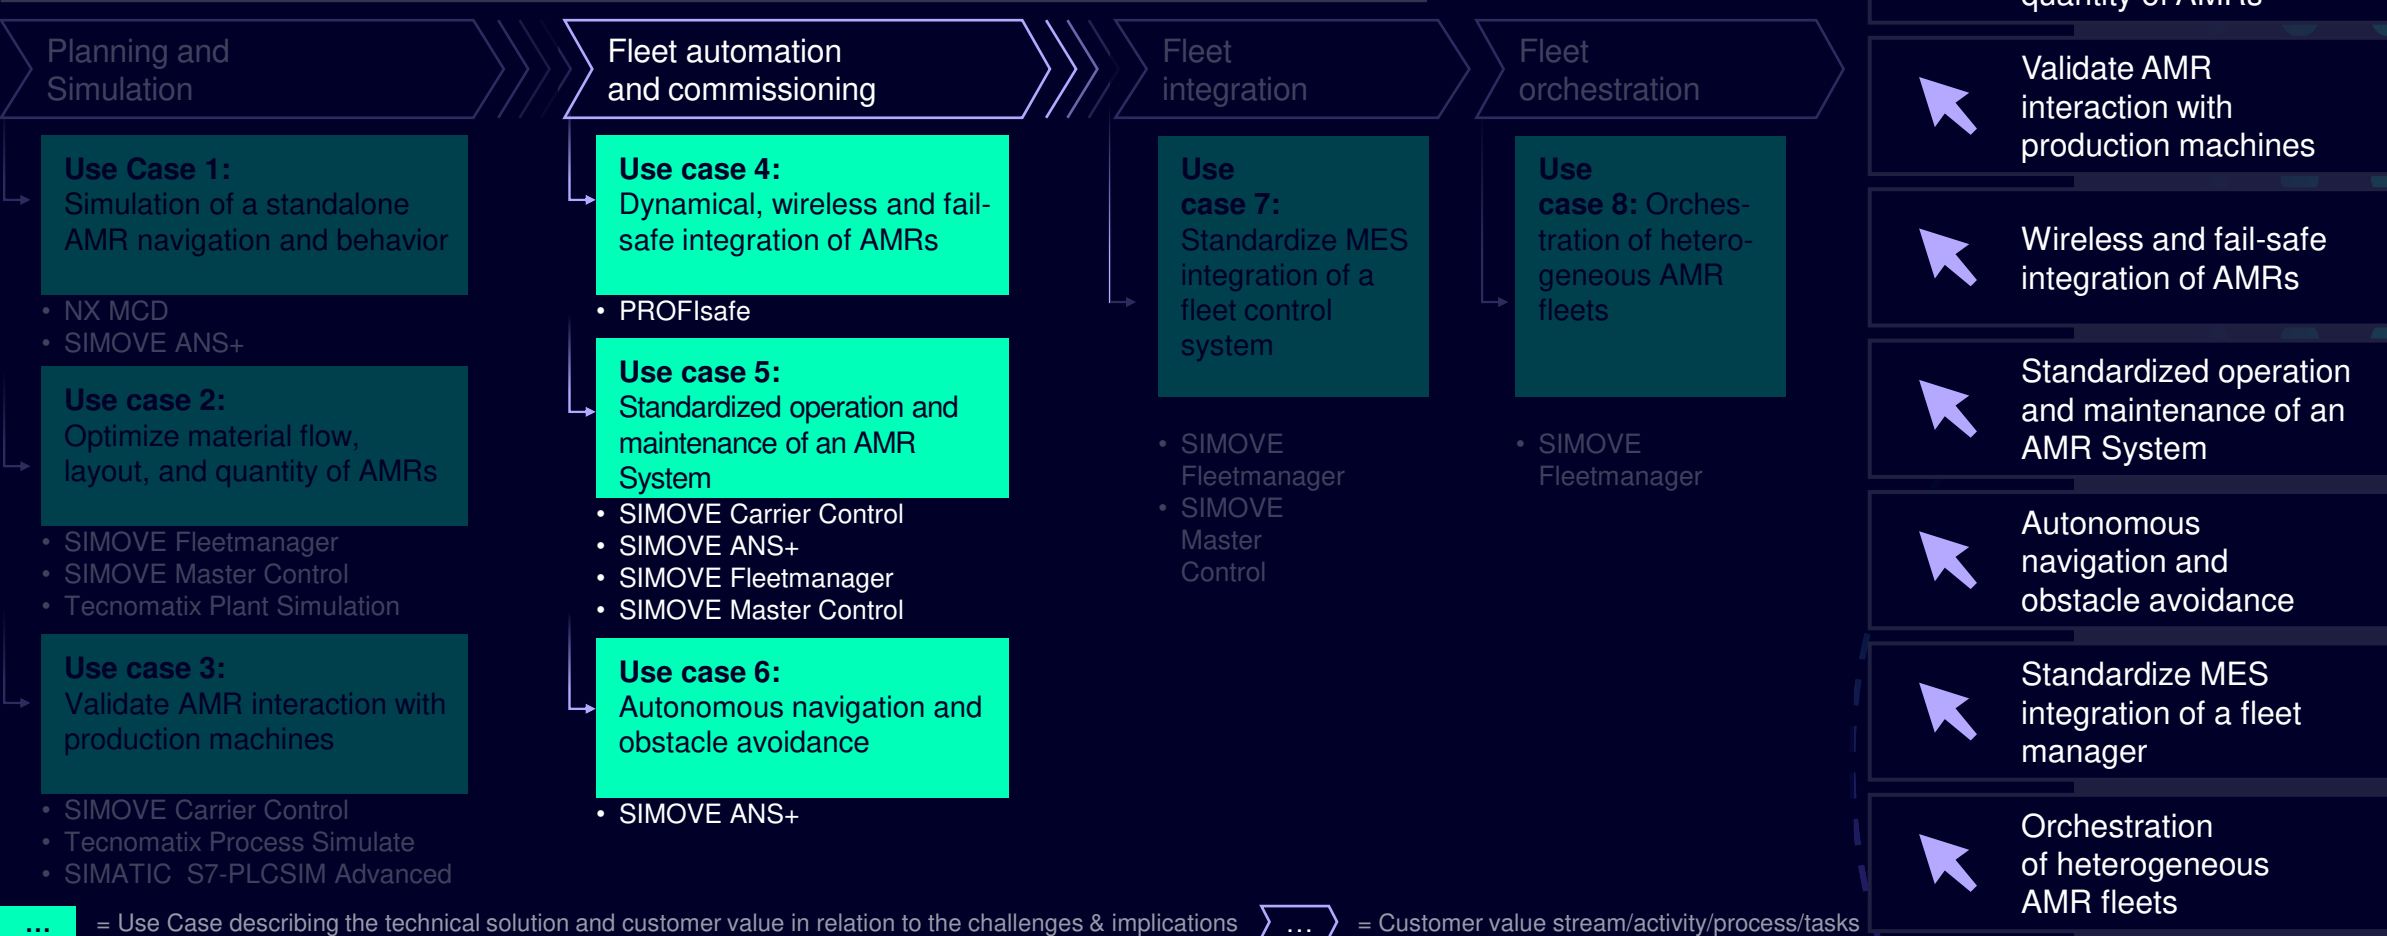 Planning and
Simulation
Use Case 1:
Simulation of a standalone
AMR navigation and behavior
• NX MCD
• SIMOVE ANS+
Use case 2:
Optimize material flow,
layout, and quantity of AMRs
• SIMOVE Fleetmanager
• SIMOVE Master Control
• Tecnomatix Plant Simulation
Use case 3:
Validate AMR interaction with
production machines
• SIMOVE Carrier Control
• Tecnomatix Process Simulate
• SIMATIC S7-PLCSIM Advanced
Fleet automation
and commissioning
Use case 4:
Dynamical, wireless and fail-
safe integration of AMRs
• PROFIsafe
Use case 5:
Standardized operation and
maintenance of an AMR
System
• SIMOVE Carrier Control
• SIMOVE ANS+
• SIMOVE Fleetmanager
• SIMOVE Master Control
Use case 6:
Autonomous navigation and
obstacle avoidance
• SIMOVE ANS+
Fleet
integration
Use
case 7:
Standardize MES
integration of a
fleet control
system
• SIMOVE
Fleetmanager
• SIMOVE
Master
Control
Fleet
orchestration
Use
case 8: Orches-
tration of hetero-
geneous AMR
fleets
• SIMOVE
Fleetmanager
quantity of AMRs
Validate AMR
interaction with
production machines
Wireless and fail-safe
integration of AMRs
Standardized operation
and maintenance of an
AMR System
Autonomous
navigation and
obstacle avoidance
Standardize MES
integration of a fleet
manager
Orchestration
of heterogeneous
AMR fleets
... = Use Case describing the technical solution and customer value in relation to the challenges & implications
... = Customer value stream/activity/process/tasks